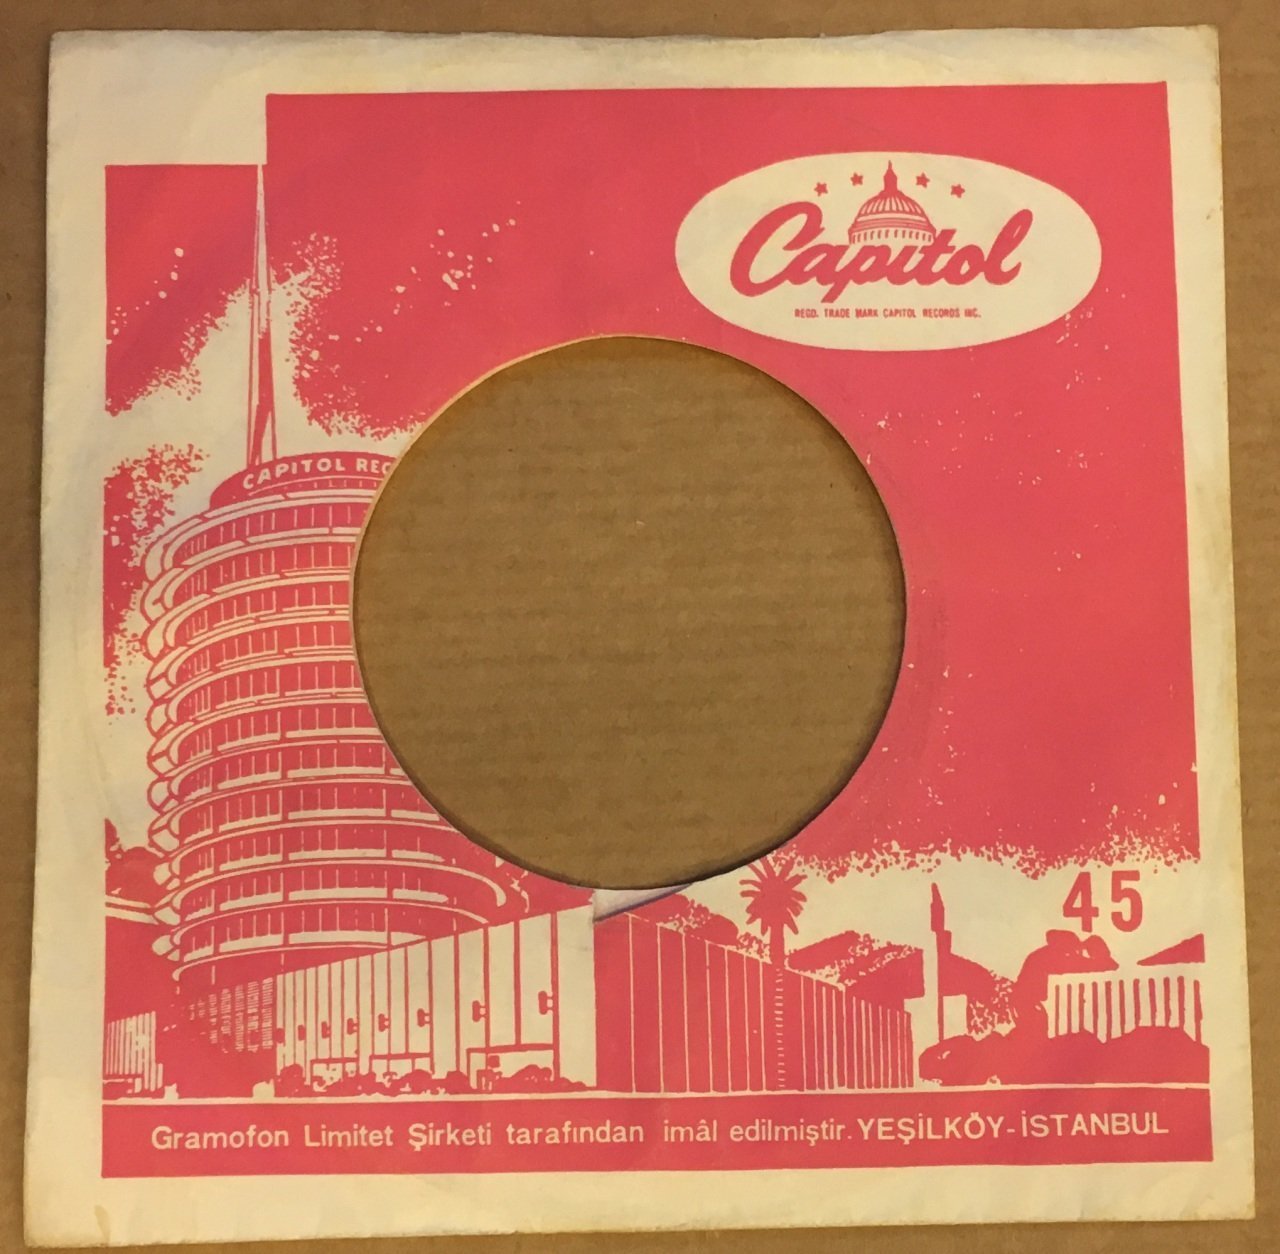 Capitol
REGD. TRADE MARK CAPITOL RECORDS INC.
CAPITOL REC
45
Gramofon Limitet Şirketi tarafından imâl edilmiştir. YEŞİLKÖY-İSTANBUL